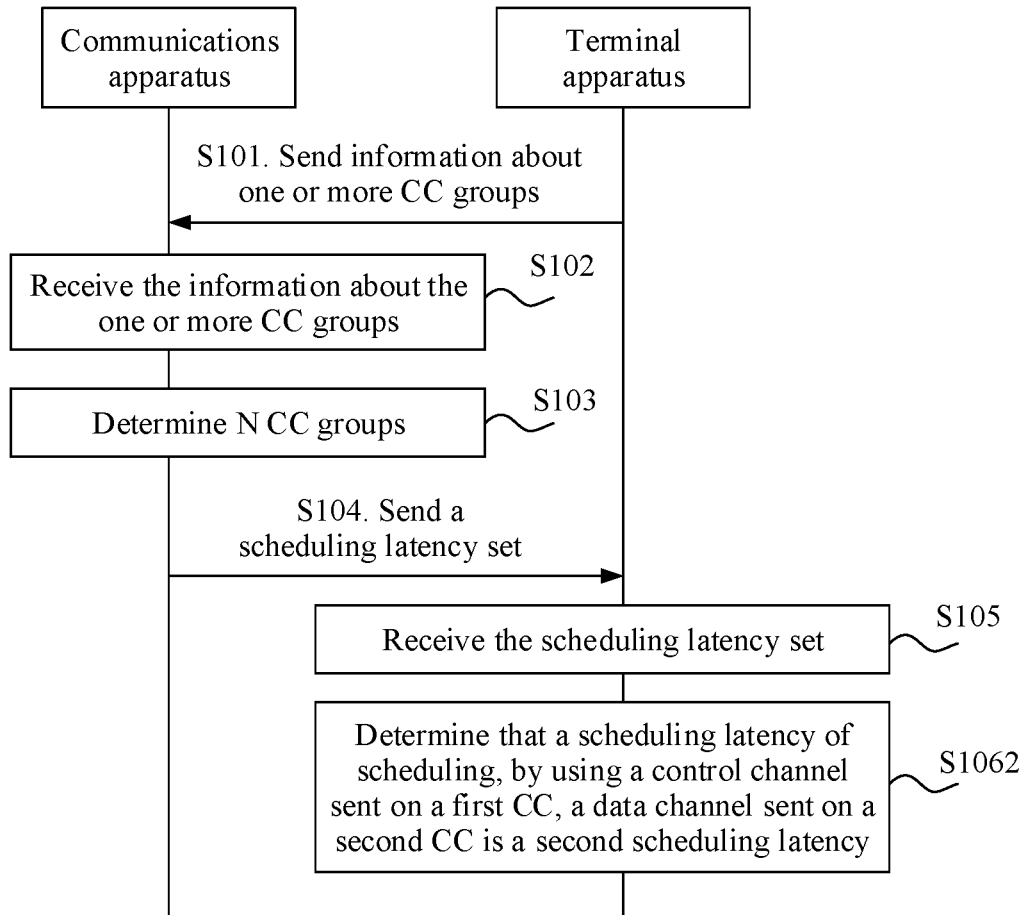 Communications
apparatus
Terminal
apparatus
S101. Send information about
one or more CC groups
Receive the information about the
one or more CC groups
S102
Determine N CC groups
S103
S104. Send a
scheduling latency set
Receive the scheduling latency set
S105
Determine that a scheduling latency of
scheduling, by using a control channel
sent on a first CC, a data channel sent on a
second CC is a second scheduling latency
S1062